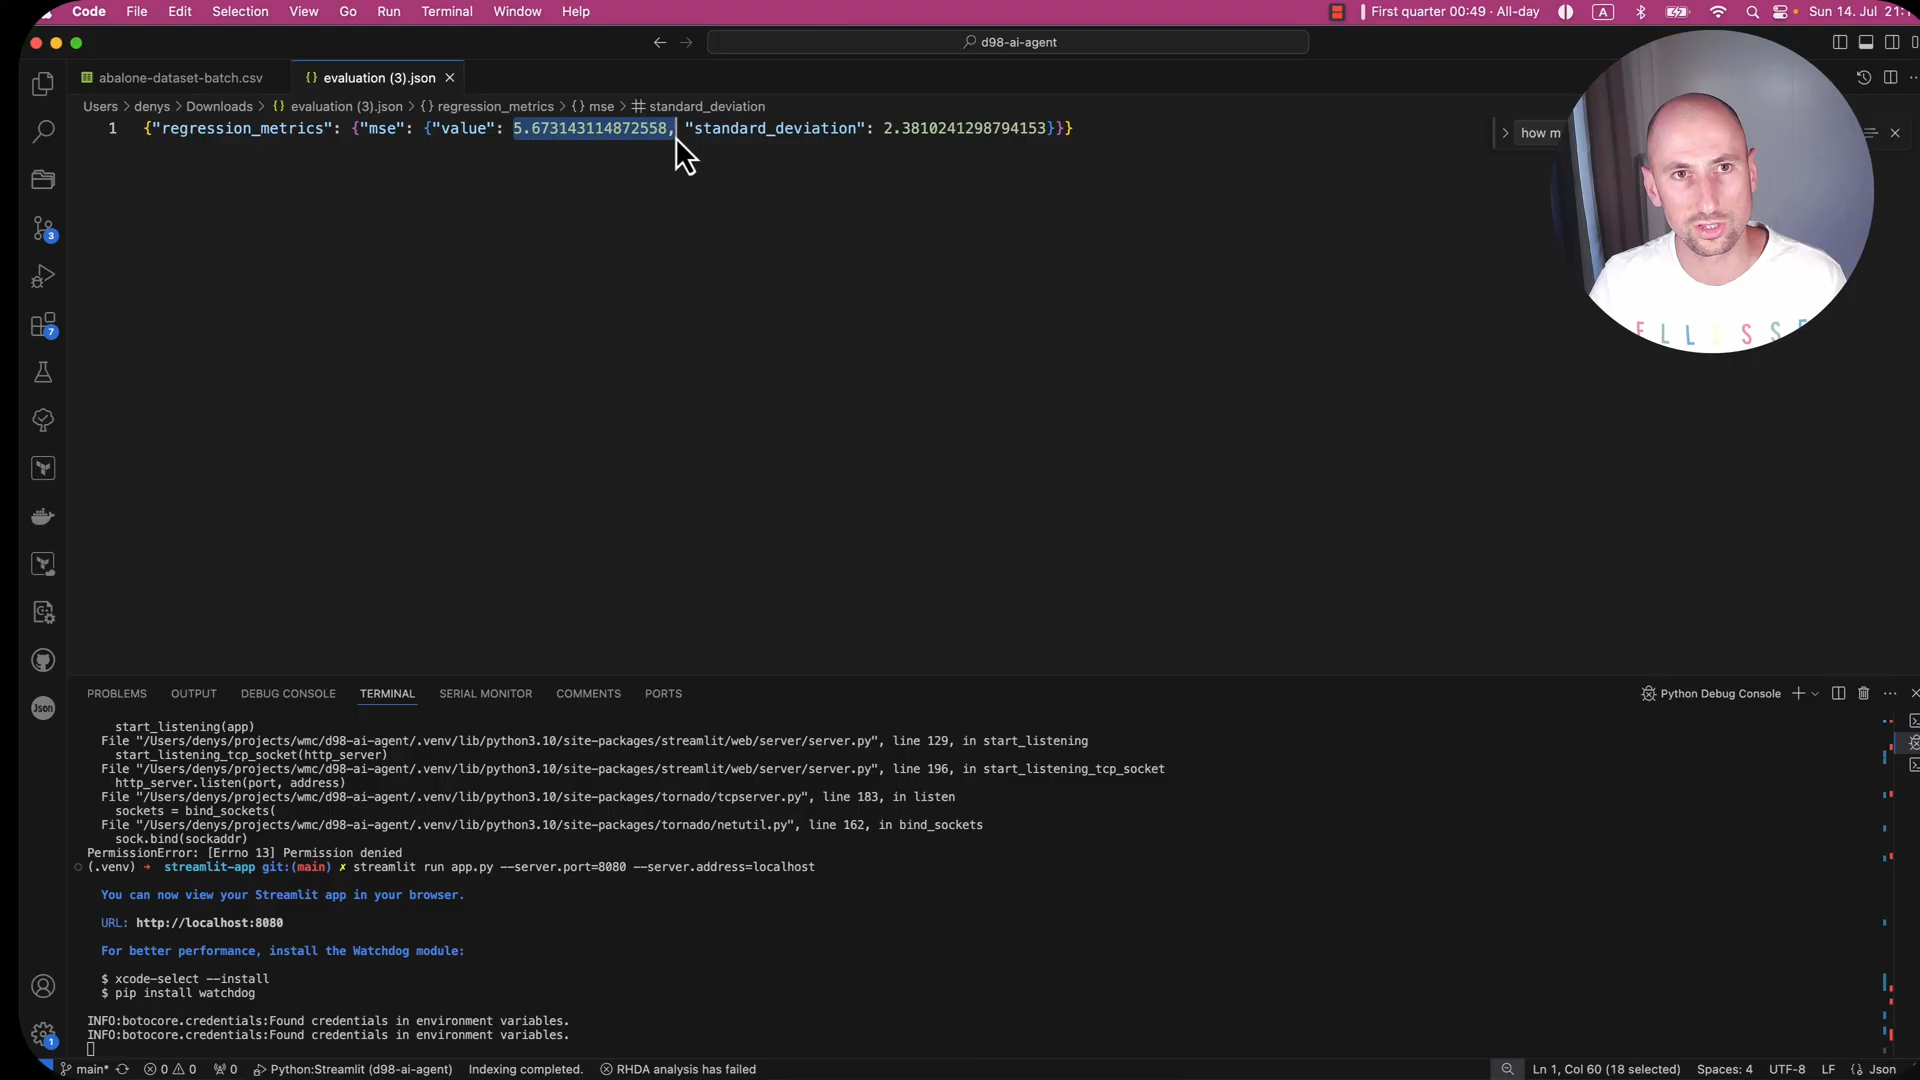 Code File Edit Selection View Go Run Terminal Window Help
First quarter 00:49 · All-day A Sun 14. Jul 21:
d98-ai-agent
abalone-dataset-batch.csv {} evaluation (3).json
Users > denys > Downloads > {} evaluation (3).json > {} regression_metrics > {} mse > standard_deviation
1 {"regression_metrics": {"mse": {"value": 5.673143114872558, "standard_deviation": 2.3810241298794153}}}
how m
3
7
Json
1
PROBLEMS OUTPUT DEBUG CONSOLE TERMINAL SERIAL MONITOR COMMENTS PORTS
Python Debug Console
start_listening(app)
File "/Users/denys/projects/wmc/d98-ai-agent/.venv/lib/python3.10/site-packages/streamlit/web/server/server.py", line 129, in start_listening
start_listening_tcp_socket(http_server)
File "/Users/denys/projects/wmc/d98-ai-agent/.venv/lib/python3.10/site-packages/streamlit/web/server/server.py", line 196, in start_listening_tcp_socket
http_server.listen(port, address)
File "/Users/denys/projects/wmc/d98-ai-agent/.venv/lib/python3.10/site-packages/tornado/tcpserver.py", line 183, in listen
sockets = bind_sockets(
File "/Users/denys/projects/wmc/d98-ai-agent/.venv/lib/python3.10/site-packages/tornado/netutil.py", line 162, in bind_sockets
sock.bind(sockaddr)
PermissionError: [Errno 13] Permission denied
(.venv) → streamlit-app git:(main) ✗ streamlit run app.py --server.port=8080 --server.address=localhost
You can now view your Streamlit app in your browser.
URL: http://localhost:8080
For better performance, install the Watchdog module:
$ xcode-select --install
$ pip install watchdog
INFO:botocore.credentials:Found credentials in environment variables.
INFO:botocore.credentials:Found credentials in environment variables.
main* 0 0 0 Python:Streamlit (d98-ai-agent) Indexing completed. RHDA analysis has failed Ln 1, Col 60 (18 selected) Spaces: 4 UTF-8 LF {} Json